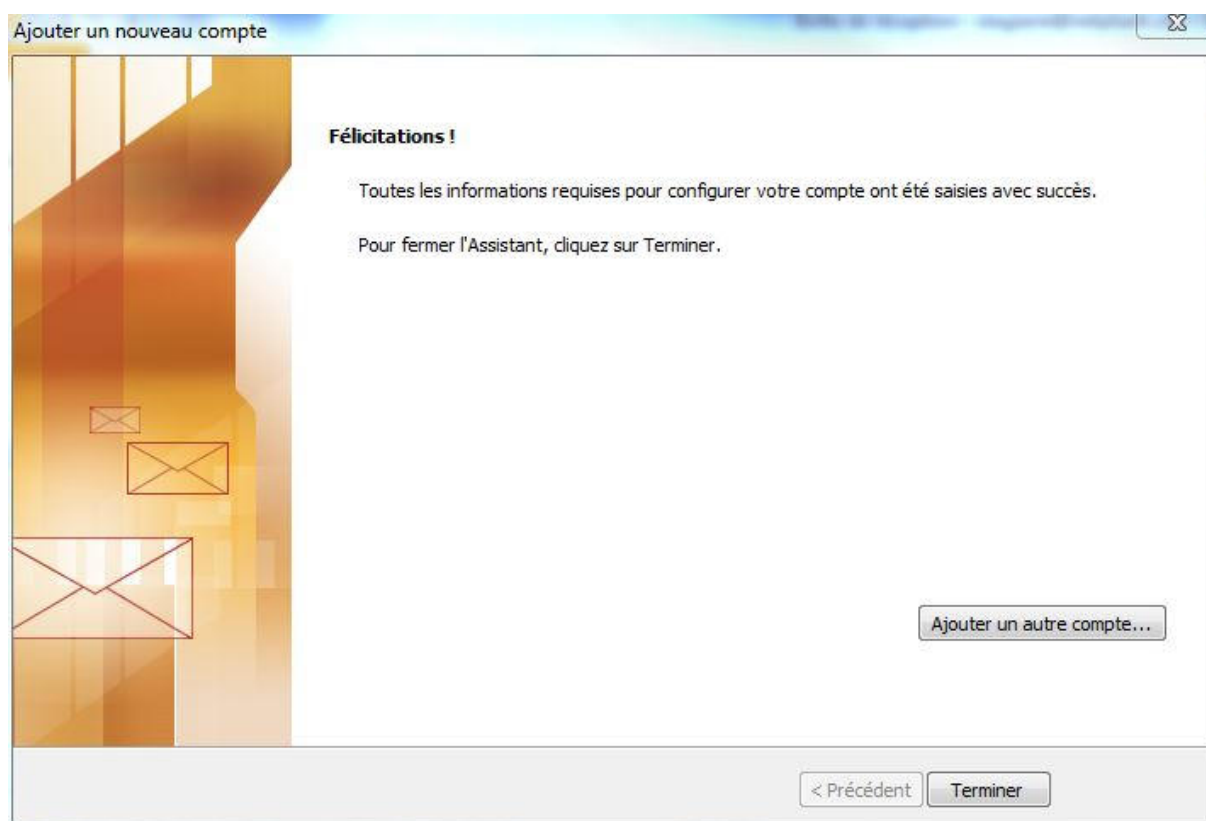 Ajouter un nouveau compte
Félicitations !
Toutes les informations requises pour configurer votre compte ont été saisies avec succès.
Pour fermer l'Assistant, cliquez sur Terminer.
Ajouter un autre compte...
< Précédent
Terminer